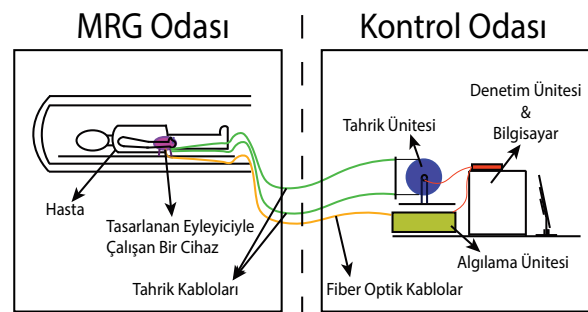 MRG Odası
Kontrol Odası
Denetim Ünitesi
&
Bilgisayar
Tahrik Ünitesi
Hasta
Tasarlanan Eyleyiciyle
Çalışan Bir Cihaz
Algılama Ünitesi
Tahrik Kabloları
Fiber Optik Kablolar